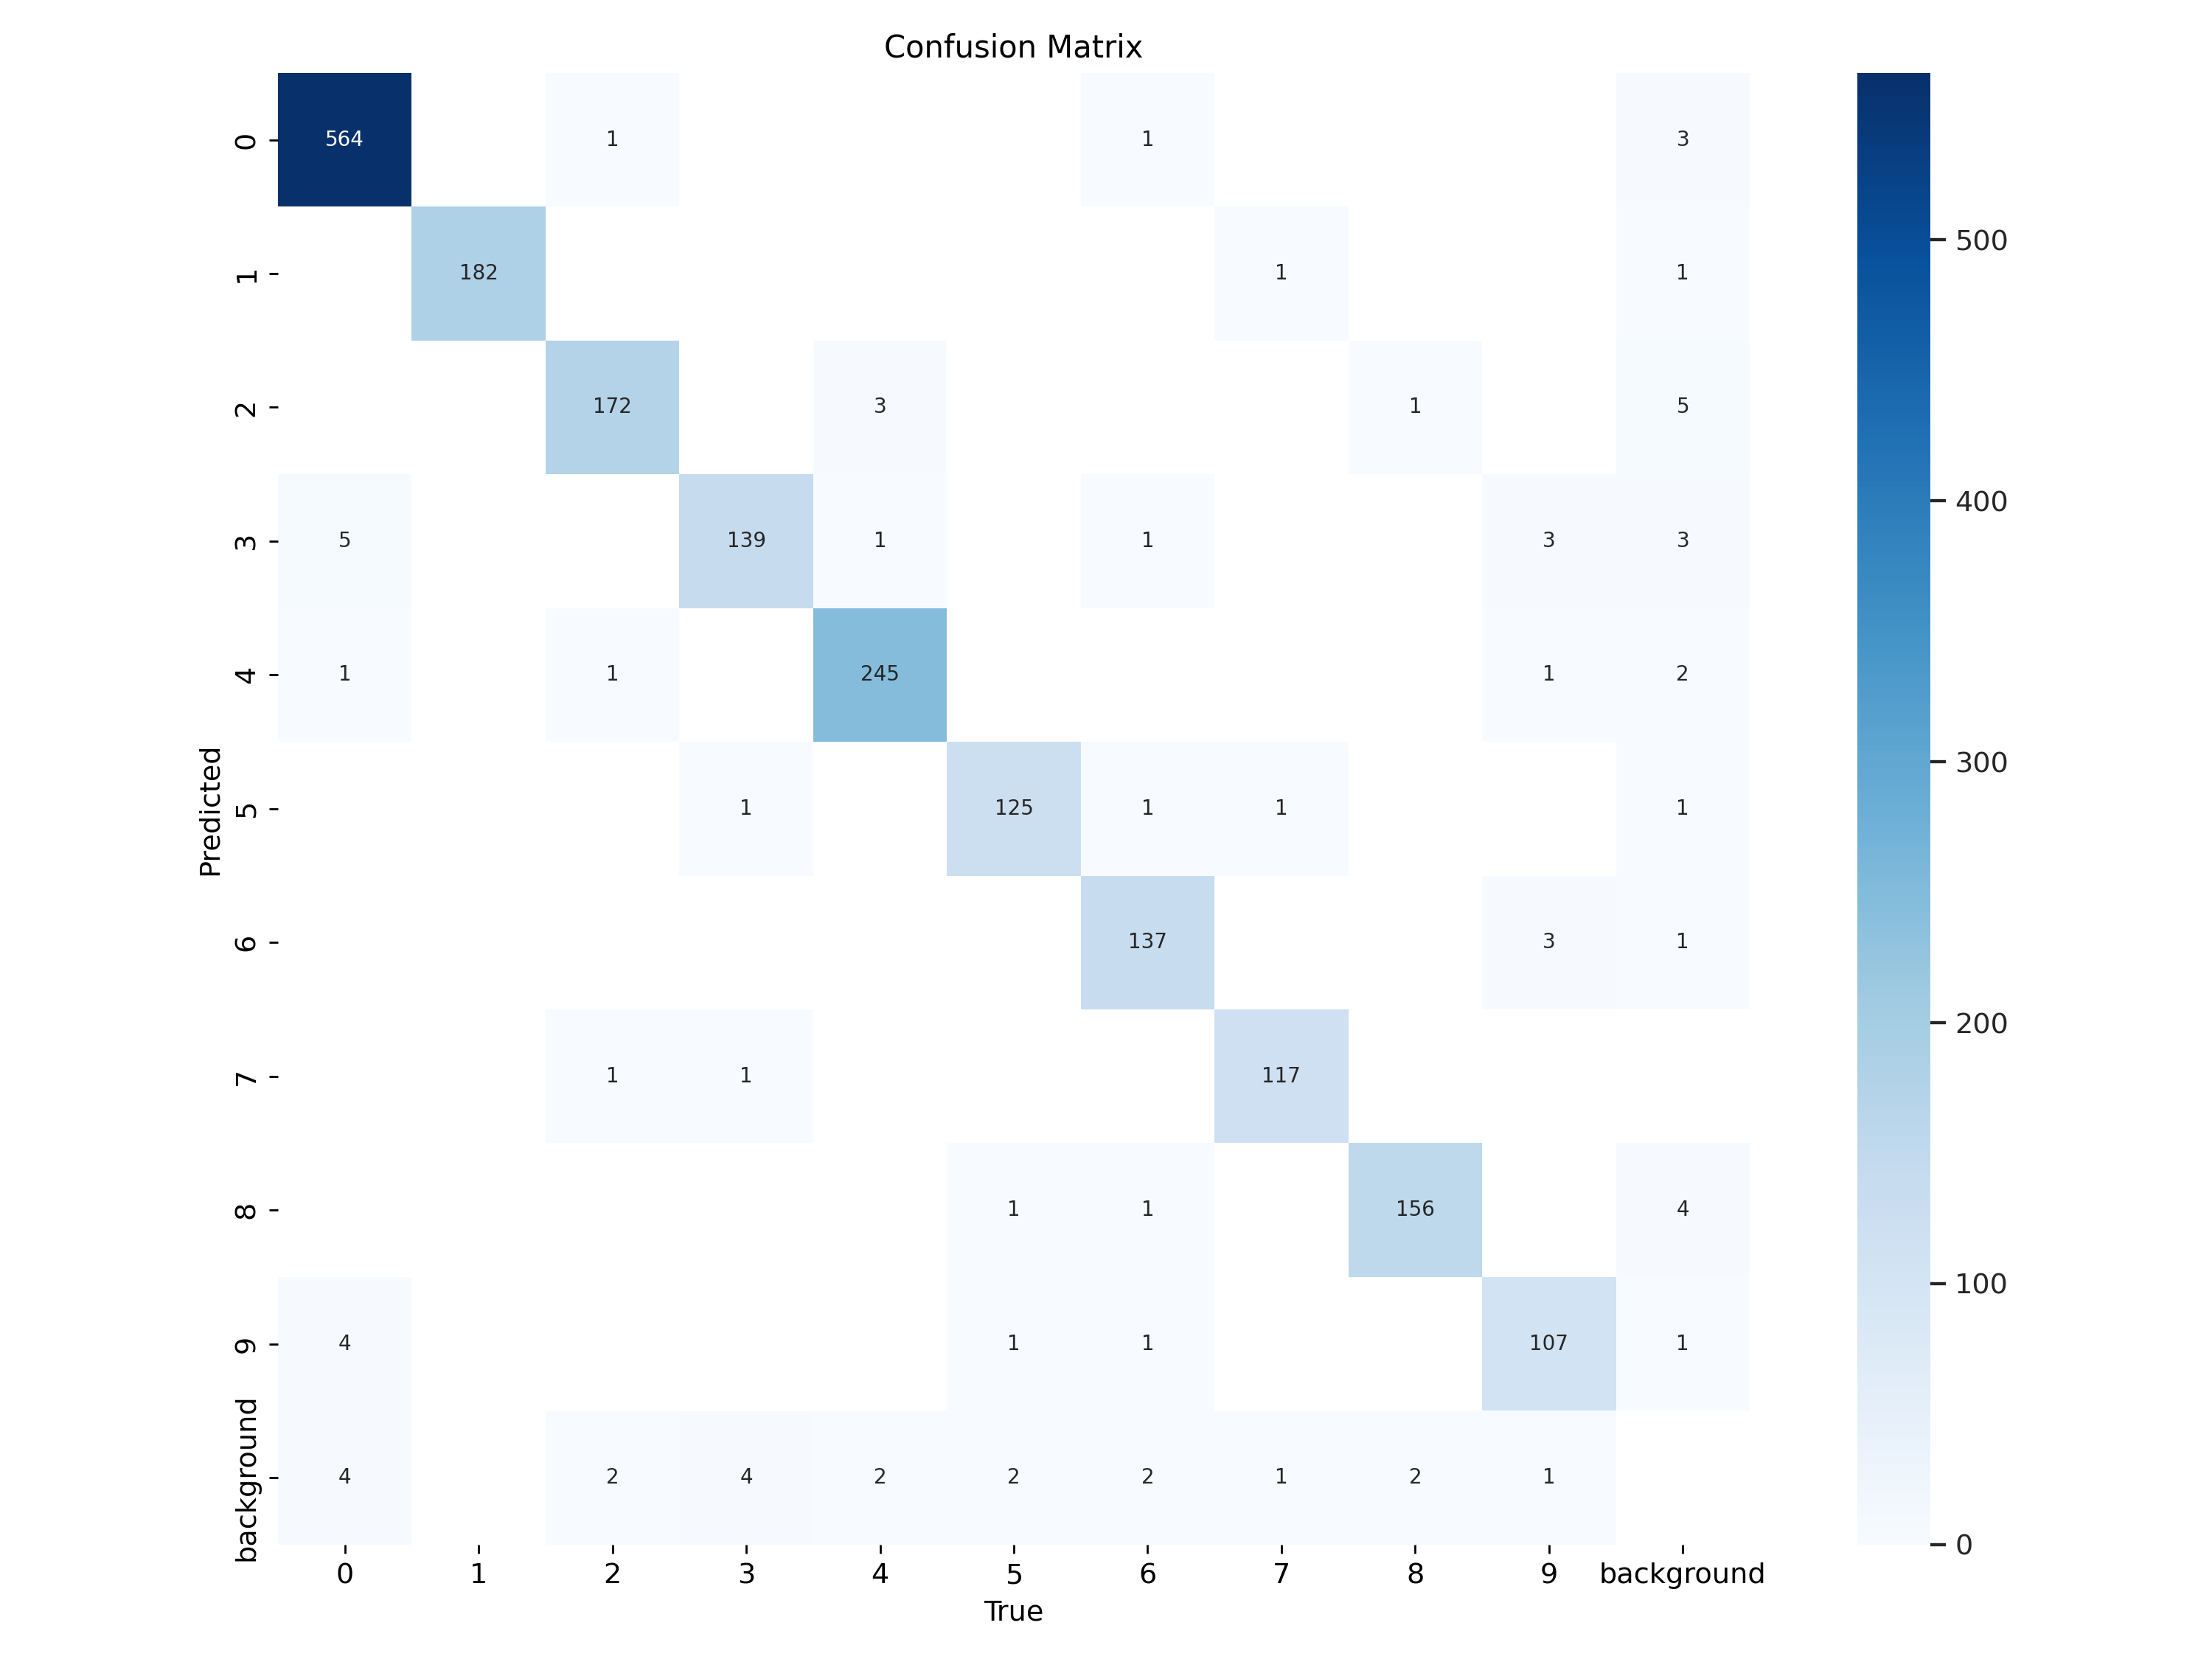 Confusion Matrix
0 564 1 1 3
1 182 1 1
2 172 3 1 5
3 5 139 1 1 3 3
4 1 1 245 1 2
5 1 125 1 1 1
6 137 3 1
7 1 1 117
8 1 1 156 4
9 4 1 1 107 1
background 4 2 4 2 2 2 1 2 1
0 1 2 3 4 5 6 7 8 9 background
True
Predicted
500
400
300
200
100
0